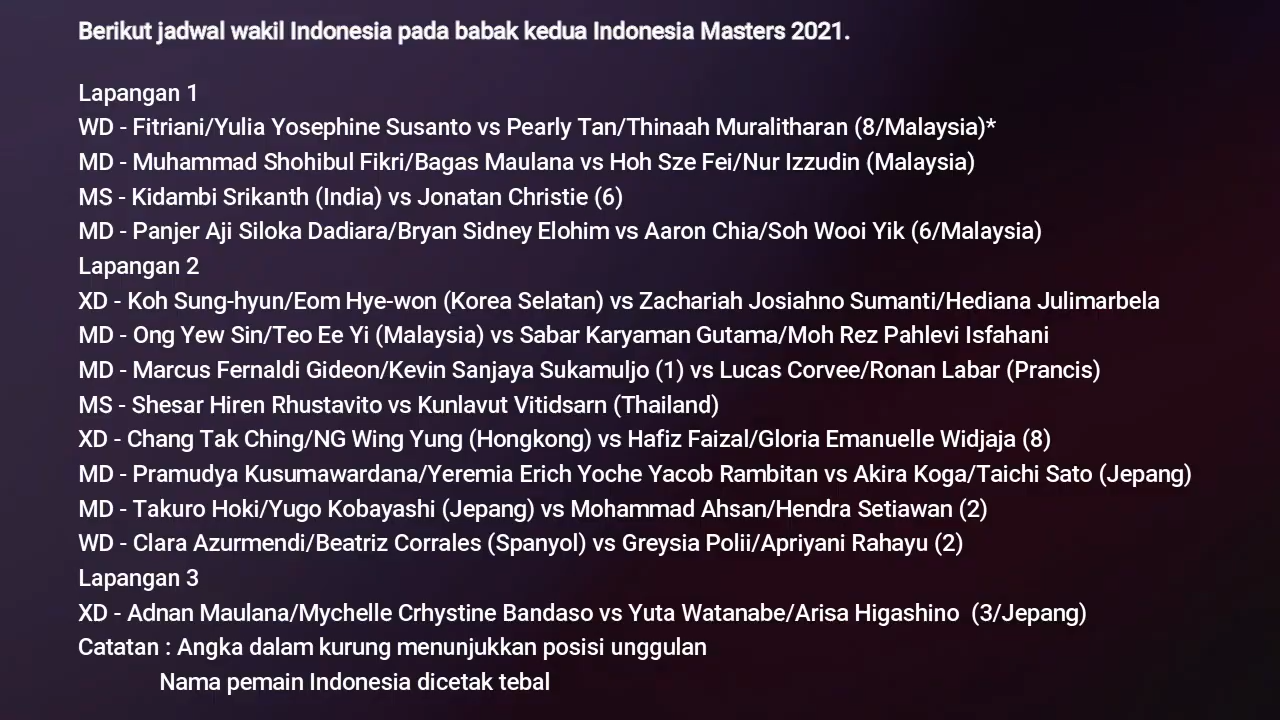 Berikut jadwal wakil Indonesia pada babak kedua Indonesia Masters 2021.
Lapangan 1
WD - Fitriani/Yulia Yosephine Susanto vs Pearly Tan/Thinaah Muralitharan (8/Malaysia)*
MD - Muhammad Shohibul Fikri/Bagas Maulana vs Hoh Sze Fei/Nur Izzudin (Malaysia)
MS - Kidambi Srikanth (India) vs Jonatan Christie (6)
MD - Panjer Aji Siloka Dadiara/Bryan Sidney Elohim vs Aaron Chia/Soh Wooi Yik (6/Malaysia)
Lapangan 2
XD - Koh Sung-hyun/Eom Hye-won (Korea Selatan) vs Zachariah Josiahno Sumanti/Hediana Julimarbela
MD - Ong Yew Sin/Teo Ee Yi (Malaysia) vs Sabar Karyaman Gutama/Moh Rez Pahlevi Isfahani
MD - Marcus Fernaldi Gideon/Kevin Sanjaya Sukamuljo (1) vs Lucas Corvee/Ronan Labar (Prancis)
MS - Shesar Hiren Rhustavito vs Kunlavut Vitidsarn (Thailand)
XD - Chang Tak Ching/NG Wing Yung (Hongkong) vs Hafiz Faizal/Gloria Emanuelle Widjaja (8)
MD - Pramudya Kusumawardana/Yeremia Erich Yoche Yacob Rambitan vs Akira Koga/Taichi Sato (Jepang)
MD - Takuro Hoki/Yugo Kobayashi (Jepang) vs Mohammad Ahsan/Hendra Setiawan (2)
WD - Clara Azurmendi/Beatriz Corrales (Spanyol) vs Greysia Polii/Apriyani Rahayu (2)
Lapangan 3
XD - Adnan Maulana/Mychelle Crhystine Bandaso vs Yuta Watanabe/Arisa Higashino  (3/Jepang)
Catatan : Angka dalam kurung menunjukkan posisi unggulan
Nama pemain Indonesia dicetak tebal